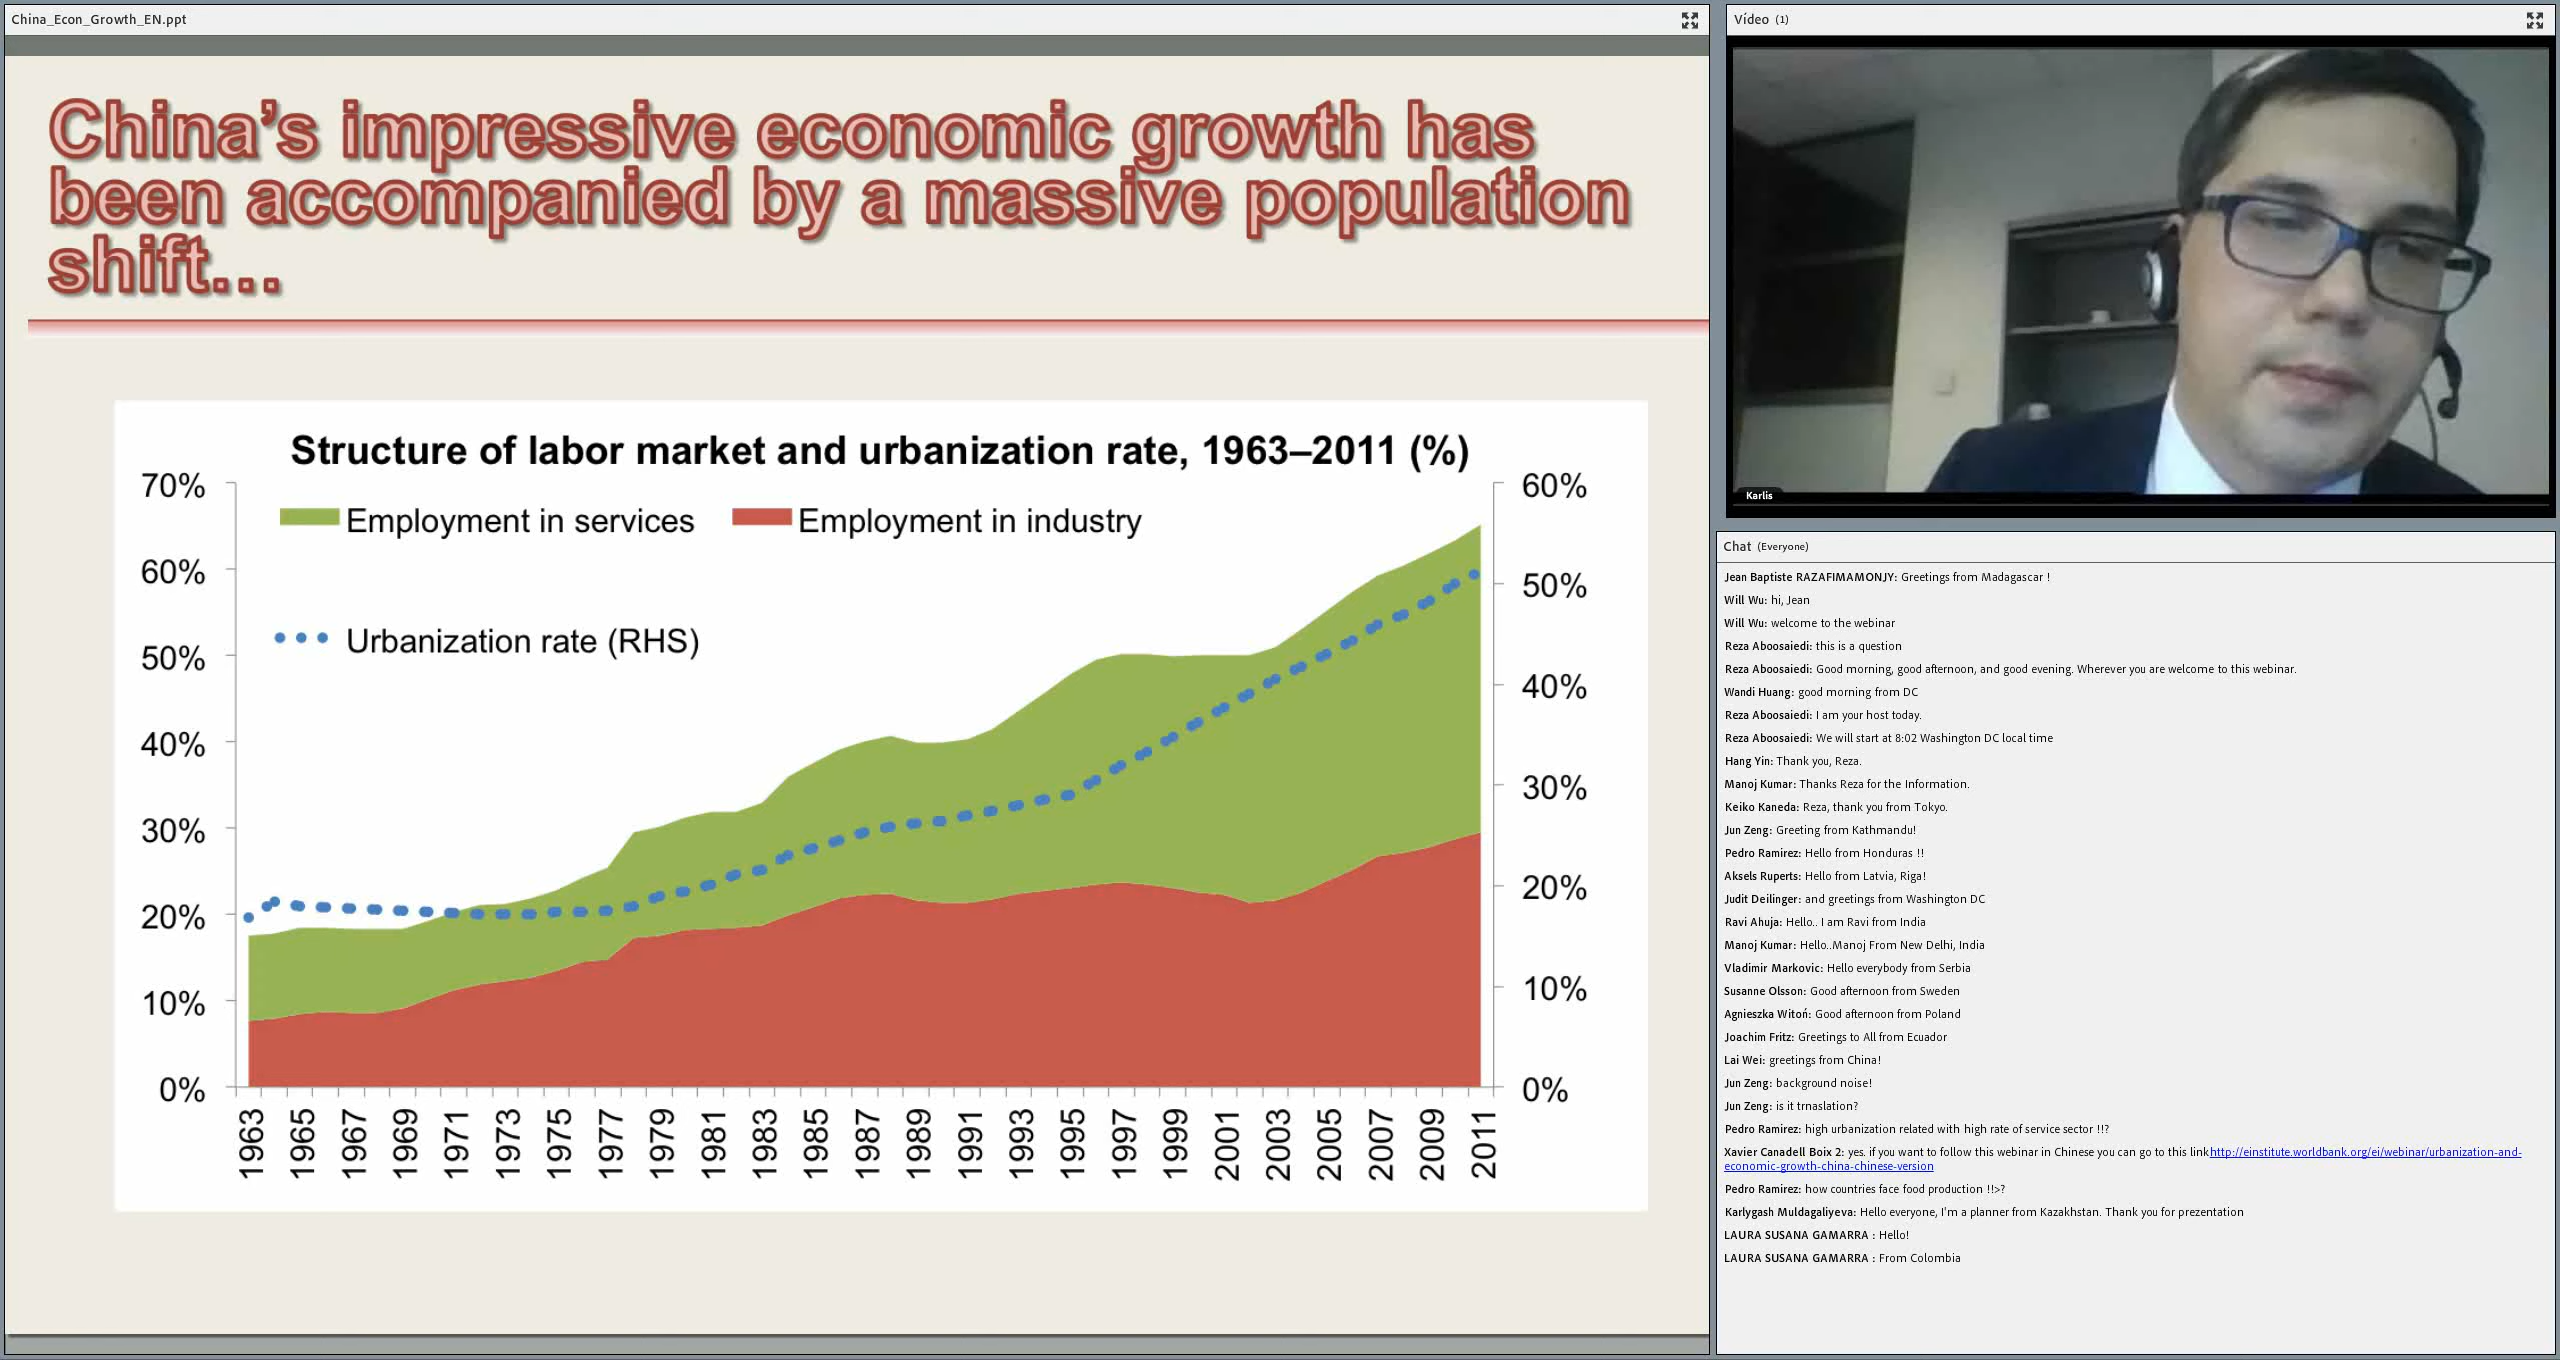 China_Econ_Growth_EN.ppt
China's impressive economic growth has
been accompanied by a massive population
shift...
Structure of labor market and urbanization rate, 1963–2011 (%)
70%
60%
50%
40%
30%
20%
10%
0%
Employment in services
Employment in industry
Urbanization rate (RHS)
60%
50%
40%
30%
20%
10%
0%
1963
1965
1967
1969
1971
1973
1975
1977
1979
1981
1983
1985
1987
1989
1991
1993
1995
1997
1999
2001
2003
2005
2007
2009
2011
Vídeo (1)
Karlis
Chat (Everyone)
Jean Baptiste RAZAFIMAMONJY: Greetings from Madagascar !
Will Wu: hi, Jean
Will Wu: welcome to the webinar
Reza Aboosaiedi: this is a question
Reza Aboosaiedi: Good morning, good afternoon, and good evening. Wherever you are welcome to this webinar.
Wandi Huang: good morning from DC
Reza Aboosaiedi: I am your host today.
Reza Aboosaiedi: We will start at 8:02 Washington DC local time
Hang Yin: Thank you, Reza.
Manoj Kumar: Thanks Reza for the Information.
Keiko Kaneda: Reza, thank you from Tokyo.
Jun Zeng: Greeting from Kathmandu!
Pedro Ramirez: Hello from Honduras !!
Aksels Ruperts: Hello from Latvia, Riga!
Judit Deilinger: and greetings from Washington DC
Ravi Ahuja: Hello.. I am Ravi from India
Manoj Kumar: Hello..Manoj From New Delhi, India
Vladimir Markovic: Hello everybody from Serbia
Susanne Olsson: Good afternoon from Sweden
Agnieszka Witoń: Good afternoon from Poland
Joachim Fritz: Greetings to All from Ecuador
Lai Wei: greetings from China!
Jun Zeng: background noise!
Jun Zeng: is it trnaslation?
Pedro Ramirez: high urbanization related with high rate of service sector !!?
Xavier Canadell Boix 2: yes. if you want to follow this webinar in Chinese you can go to this linkhttp://einstitute.worldbank.org/ei/webinar/urbanization-and-
economic-growth-china-chinese-version
Pedro Ramirez: how countries face food production !!>?
Karlygash Muldagaliyeva: Hello everyone, I'm a planner from Kazakhstan. Thank you for prezentation
LAURA SUSANA GAMARRA : Hello!
LAURA SUSANA GAMARRA : From Colombia